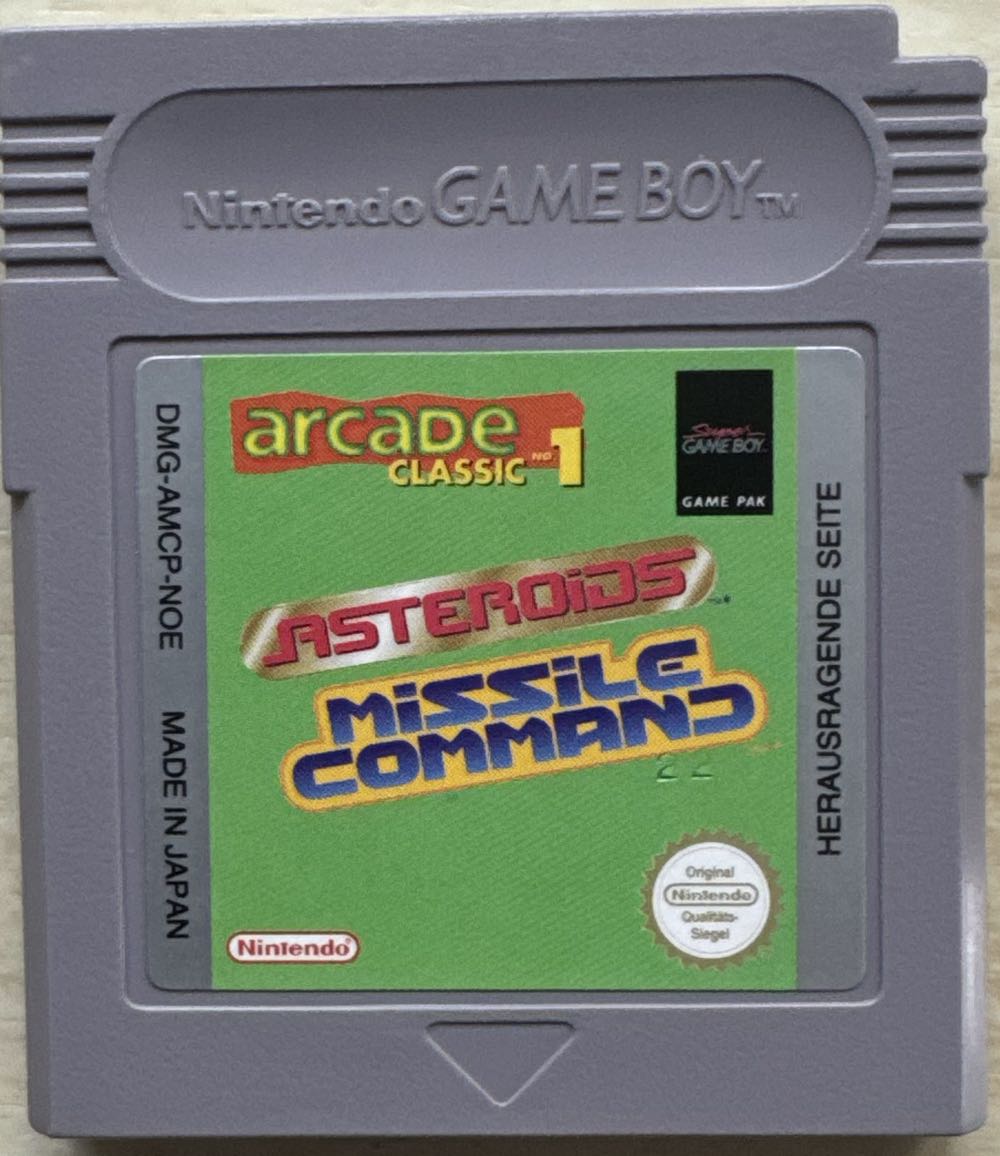 Nintendo GAME BOY TM
arcade
CLASSIC NO. 1
Super
GAME BOY
GAME PAK
DMG-AMCP-NOE MADE IN JAPAN
ASTEROiDS
MiSSiLE
COMMAND
22
HERAUSRAGENDE SEITE
Original
Nintendo
Qualitäts-
Siegel
Nintendo®